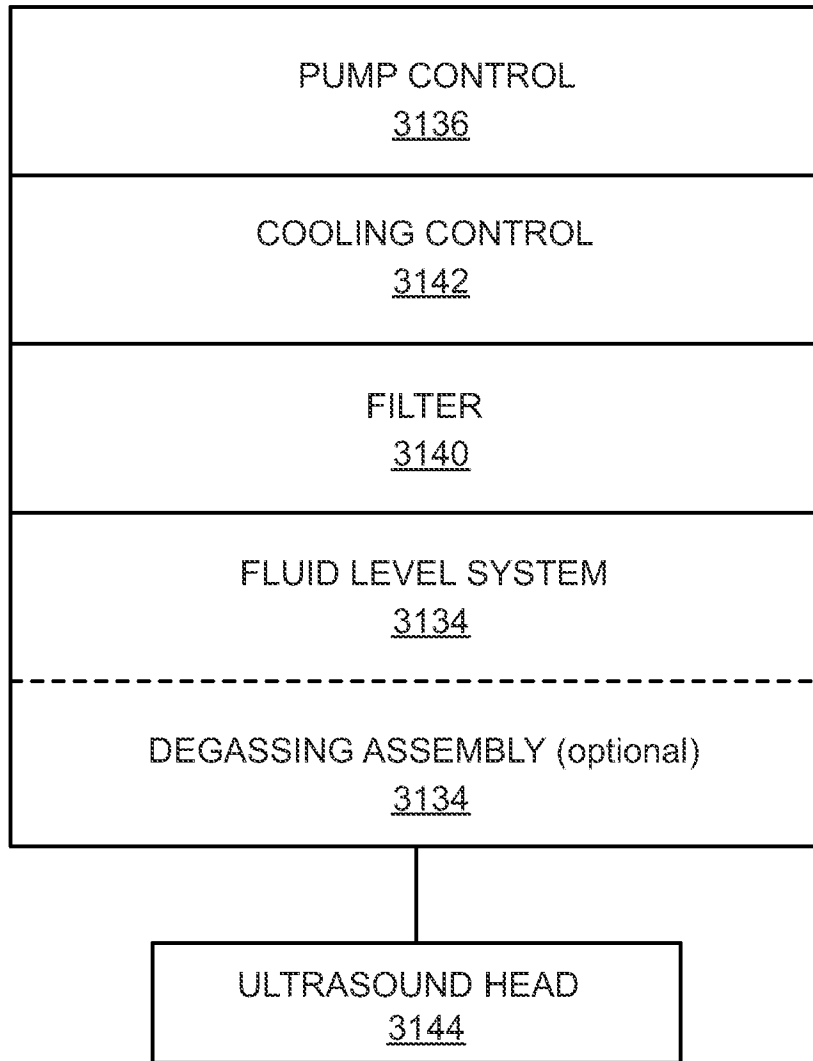 PUMP CONTROL
3136
COOLING CONTROL
3142
FILTER
3140
FLUID LEVEL SYSTEM
3134
DEGASSING ASSEMBLY (optional)
3134
ULTRASOUND HEAD
3144